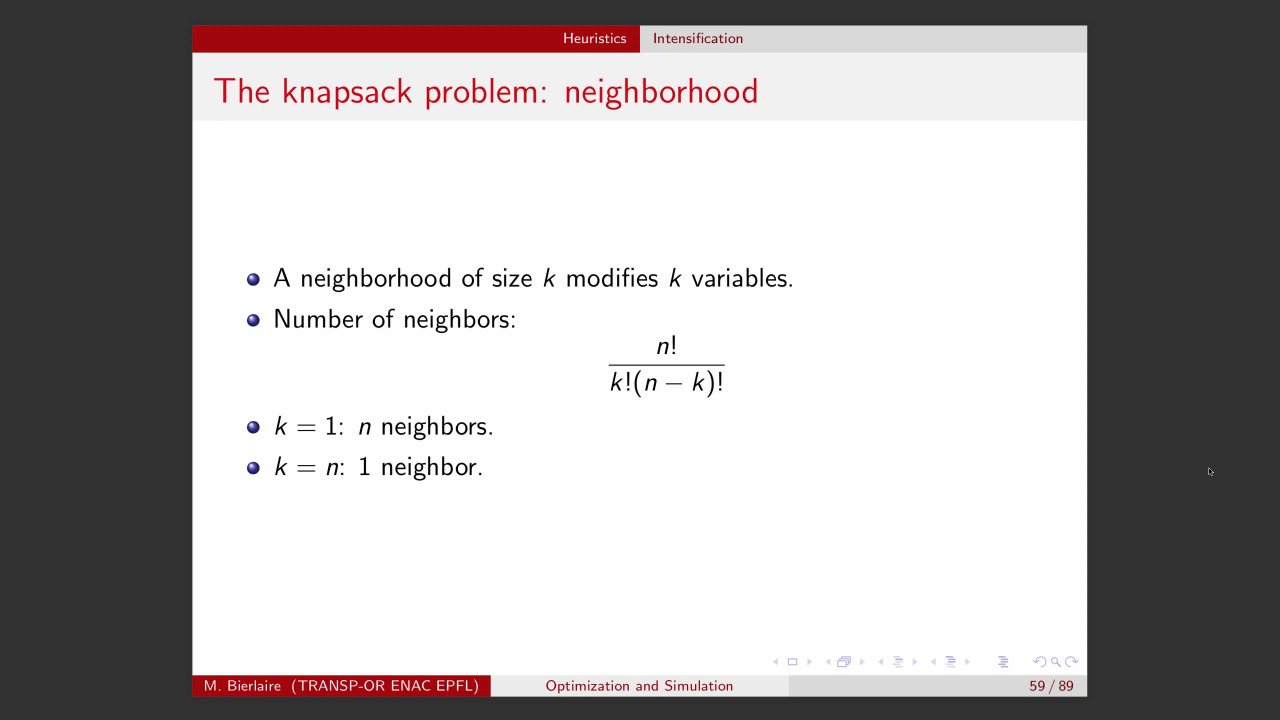 Heuristics Intensification
The knapsack problem: neighborhood
A neighborhood of size k modifies k variables.
Number of neighbors:
n!
k!(n − k)!
k = 1: n neighbors.
k = n: 1 neighbor.
M. Bierlaire (TRANSP-OR ENAC EPFL) Optimization and Simulation 59 / 89